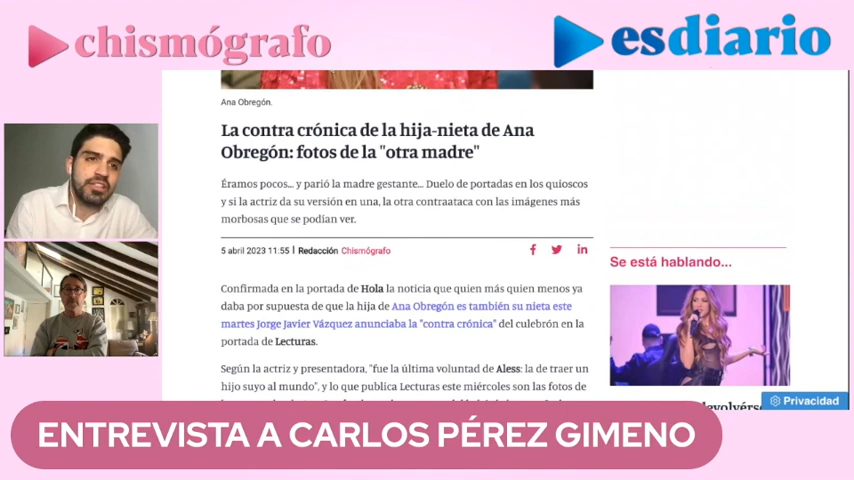 chismógrafo
esdiario
Ana Obregón.
La contra crónica de la hija-nieta de Ana
Obregón: fotos de la "otra madre"
Éramos pocos... y parió la madre gestante... Duelo de portadas en los quioscos
y si la actriz da su versión en una, la otra contraataca con las imágenes más
morbosas que se podían ver.
5 abril 2023 11:55 | Redacción Chismógrafo
Confirmada en la portada de Hola la noticia que quien más quien menos ya
daba por supuesta de que la hija de Ana Obregón es también su nieta este
martes Jorge Javier Vázquez anunciaba la "contra crónica" del culebrón en la
portada de Lecturas.
Según la actriz y presentadora, "fue la última voluntad de Aless: la de traer un
hijo suyo al mundo", y lo que publica Lecturas este miércoles son las fotos de
Se está hablando...
Privacidad
ENTREVISTA A CARLOS PÉREZ GIMENO